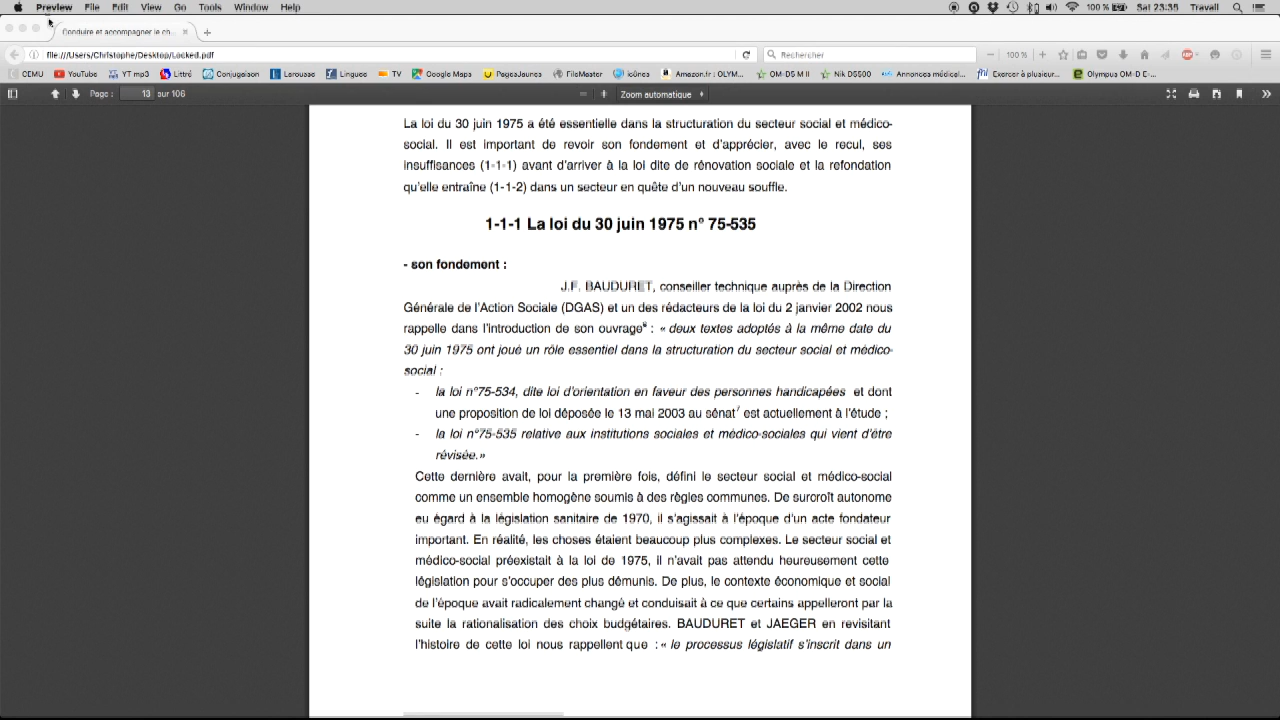 Preview File Edit View Go Tools Window Help 100 % Sat 23:35 Travail
Conduire et accompagner le ch...
file:///Users/Christophe/Desktop/Locked.pdf Rechercher 100 %
CEMU YouTube YT mp3 Littré Conjugaison Larousse Linguee TV Google Maps PagesJaunes FileMaster icônes Amazon.fr : OLYM... OM-D5 M II Nik D5500 Annonces médical... Exercer à plusieur... Olympus OM-D E-...
Page : 13 sur 106 Zoom automatique
La loi du 30 juin 1975 a été essentielle dans la structuration du secteur social et médico-
social. Il est important de revoir son fondement et d'apprécier, avec le recul, ses
insuffisances (1-1-1) avant d'arriver à la loi dite de rénovation sociale et la refondation
qu'elle entraîne (1-1-2) dans un secteur en quête d'un nouveau souffle.
1-1-1 La loi du 30 juin 1975 n° 75-535
- son fondement :
J.F. BAUDURET, conseiller technique auprès de la Direction
Générale de l'Action Sociale (DGAS) et un des rédacteurs de la loi du 2 janvier 2002 nous
rappelle dans l'introduction de son ouvrage : « deux textes adoptés à la même date du
30 juin 1975 ont joué un rôle essentiel dans la structuration du secteur social et médico-
social :
- la loi n°75-534, dite loi d'orientation en faveur des personnes handicapées et dont
une proposition de loi déposée le 13 mai 2003 au sénat7 est actuellement à l'étude ;
- la loi n°75-535 relative aux institutions sociales et médico-sociales qui vient d'être
révisée.»
Cette dernière avait, pour la première fois, défini le secteur social et médico-social
comme un ensemble homogène soumis à des règles communes. De surcroît autonome
eu égard à la législation sanitaire de 1970, il s'agissait à l'époque d'un acte fondateur
important. En réalité, les choses étaient beaucoup plus complexes. Le secteur social et
médico-social préexistait à la loi de 1975, il n'avait pas attendu heureusement cette
législation pour s'occuper des plus démunis. De plus, le contexte économique et social
de l'époque avait radicalement changé et conduisait à ce que certains appelleront par la
suite la rationalisation des choix budgétaires. BAUDURET et JAEGER en revisitant
l'histoire de cette loi nous rappellent que : « le processus législatif s'inscrit dans un